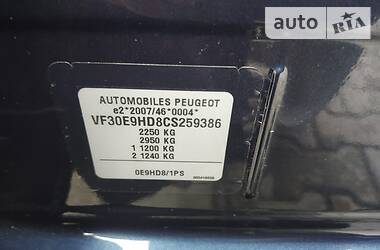 auto RIA
AUTOMOBILES PEUGEOT
e2*2007/46*0004*
VF30E9HD8CS259386
2250 KG
2950 KG
1 1200 KG
2 1240 KG
0E9HD8/1PS